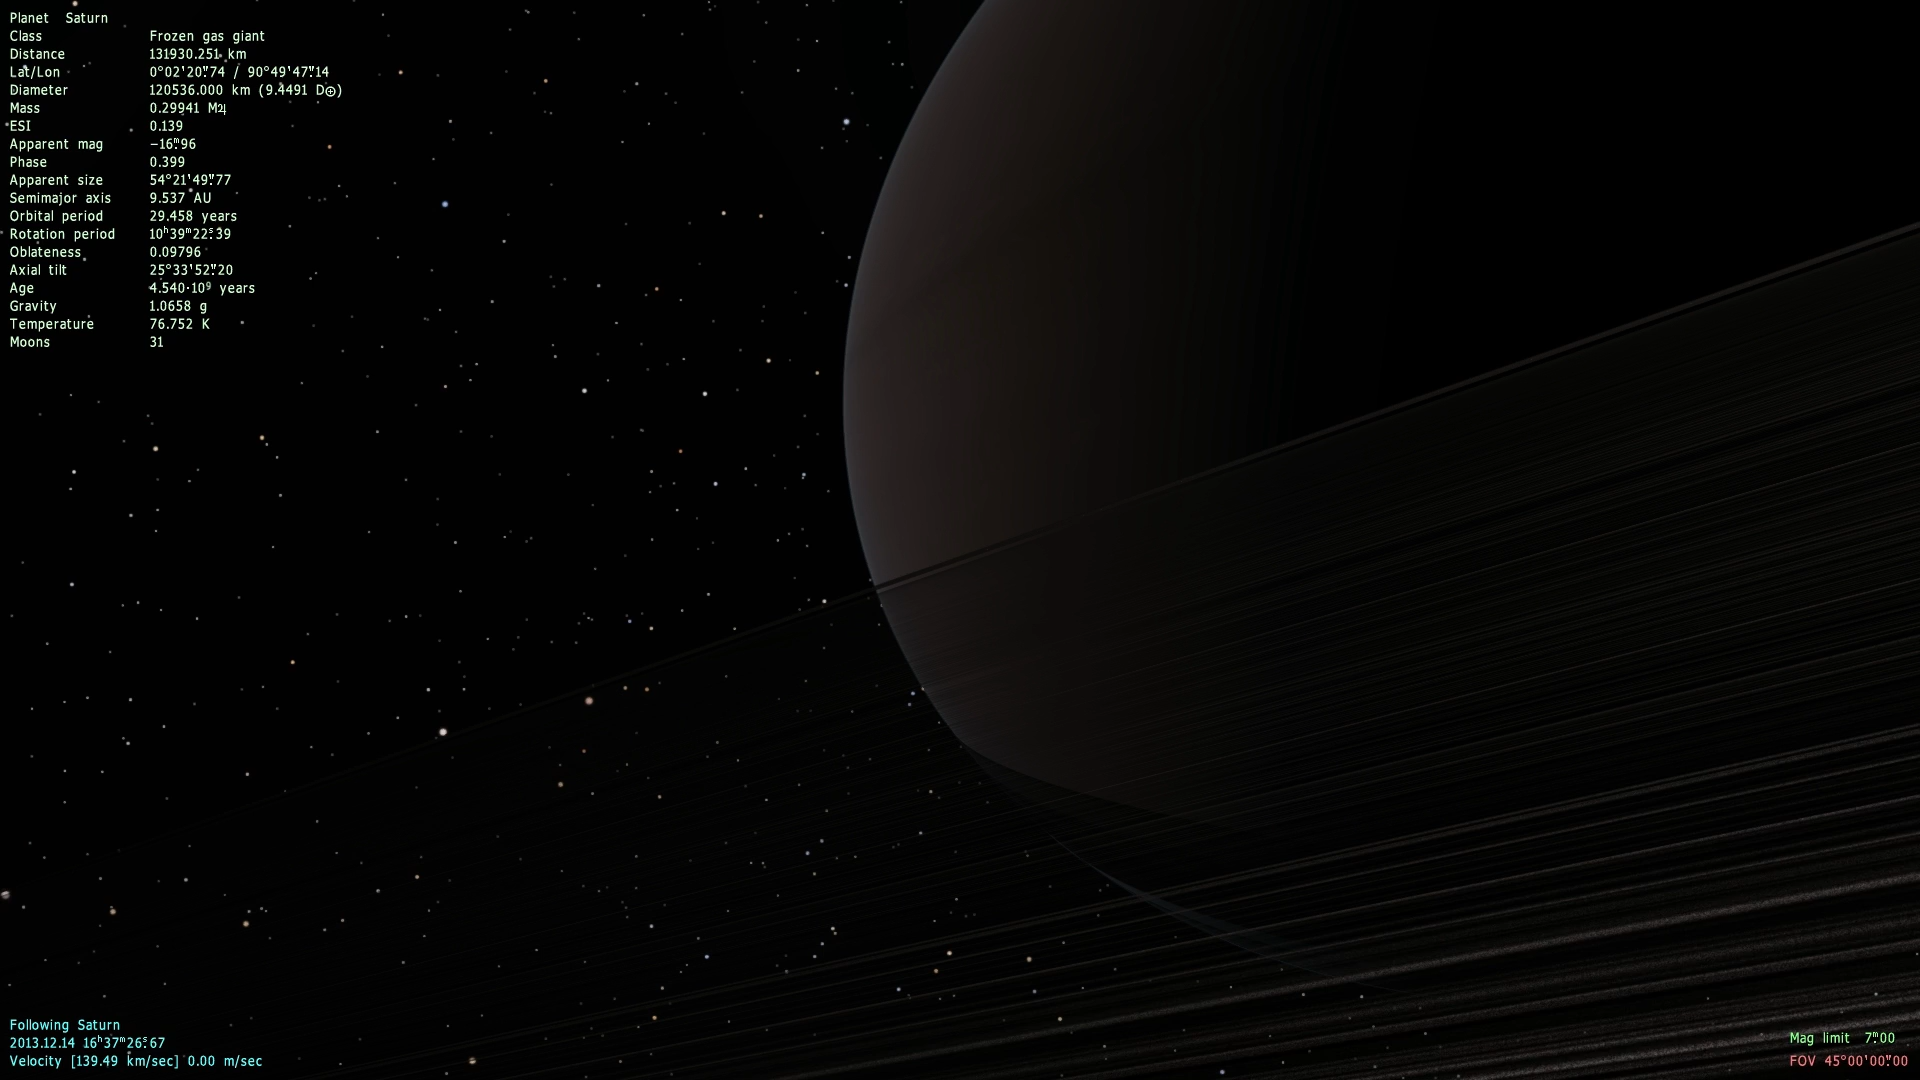 Planet Saturn
Class Frozen gas giant
Distance 131930.251 km
Lat/Lon 0°02'20."74 / 90°49'47."14
Diameter 120536.000 km (9.4491 D⊕)
Mass 0.29941 M♃
ESI 0.139
Apparent mag −16.ᵐ96
Phase 0.399
Apparent size 54°21'49."77
Semimajor axis 9.537 AU
Orbital period 29.458 years
Rotation period 10ʰ39ᵐ22.ˢ39
Oblateness 0.09796
Axial tilt 25°33'52."20
Age 4.540·10⁹ years
Gravity 1.0658 g
Temperature 76.752 K
Moons 31
Following Saturn
2013.12.14 16ʰ37ᵐ26.ˢ67
Velocity [139.49 km/sec] 0.00 m/sec
Mag limit 7.ᵐ00
FOV 45°00'00."00